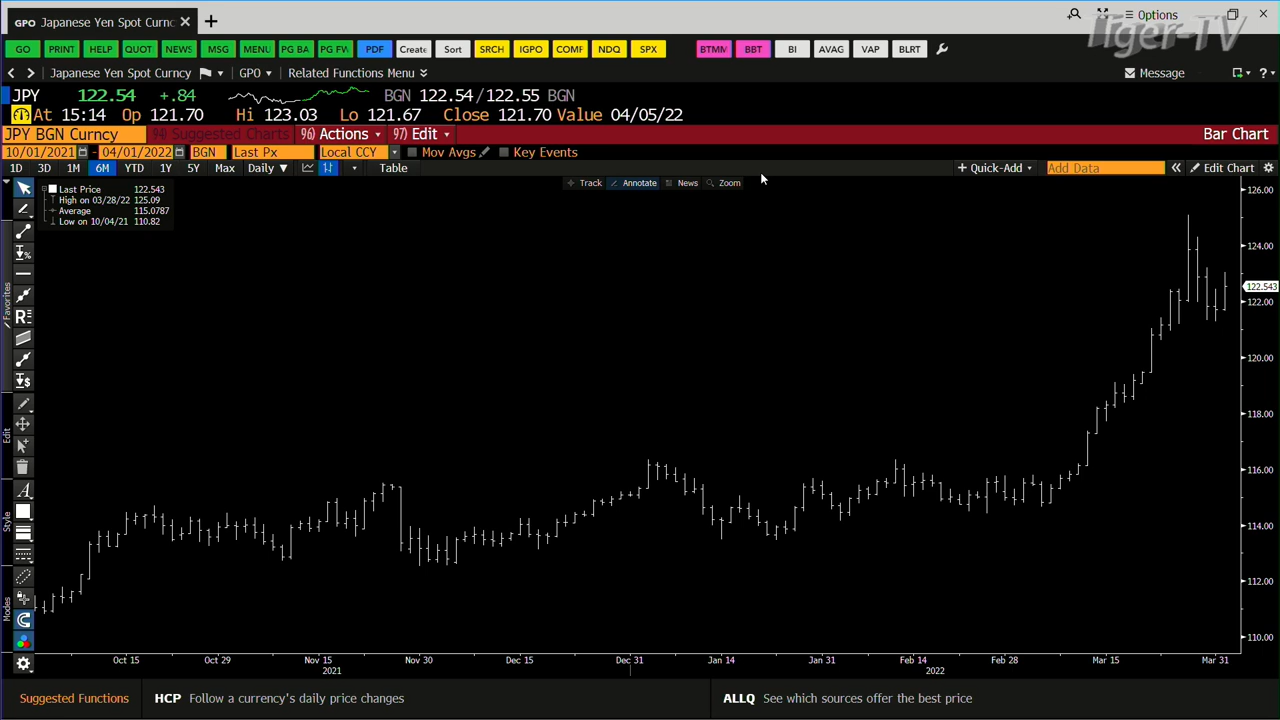 GPO Japanese Yen Spot Curnc
Options
Tiger-TV
GO PRINT HELP QUOT NEWS MSG MENU PG BA PG FW PDF Create Sort SRCH IGPO COMF NDQ SPX BTMM BBT BI AVAG VAP BLRT
Japanese Yen Spot Curncy GPO Related Functions Menu Message ?
JPY 122.54 +.84 BGN 122.54/122.55 BGN
At 15:14 Op 121.70 Hi 123.03 Lo 121.67 Close 121.70 Value 04/05/22
JPY BGN Curncy 94) Suggested Charts 96) Actions 97) Edit Bar Chart
10/01/2021 - 04/01/2022 BGN Last Px Local CCY Mov Avgs Key Events
1D 3D 1M 6M YTD 1Y 5Y Max Daily Table + Quick-Add Add Data Edit Chart
Track Annotate News Zoom
Last Price 122.543
High on 03/28/22 125.09
Average 115.0787
Low on 10/04/21 110.82
126.00
124.00
122.543
122.00
120.00
118.00
116.00
114.00
112.00
110.00
Favorites
Edit
Style
Modes
Oct 15 Oct 29 Nov 15 Nov 30 Dec 15 Dec 31 Jan 14 Jan 31 Feb 14 Feb 28 Mar 15 Mar 31
2021 2022
Suggested Functions HCP Follow a currency's daily price changes ALLQ See which sources offer the best price